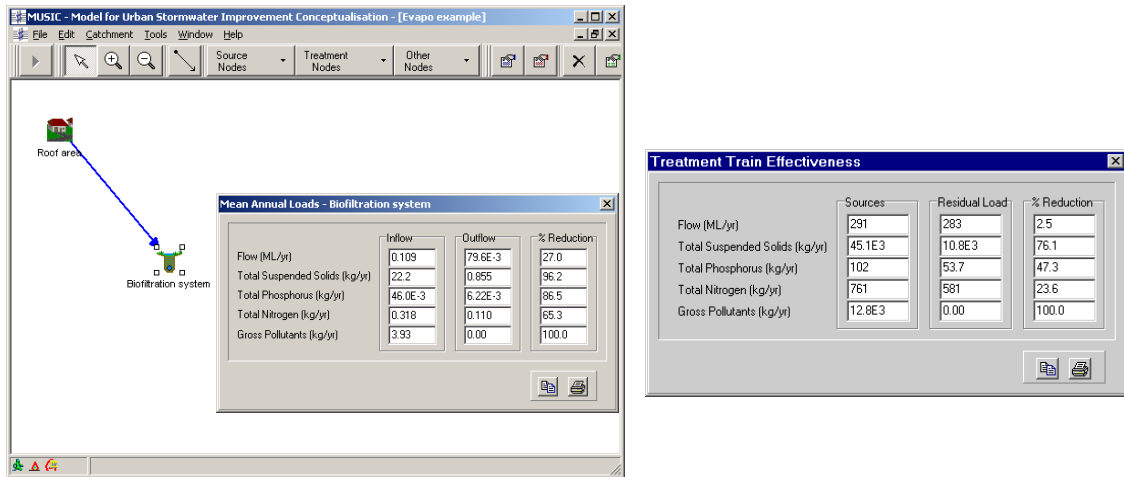 MUSIC - Model for Urban Stormwater Improvement Conceptualisation - [Evapo example]
File Edit Catchment Tools Window Help
Source Nodes Treatment Nodes Other Nodes
Roof area
Biofiltration system
Mean Annual Loads - Biofiltration system
Inflow Outflow % Reduction
Flow (ML/yr) 0.109 79.6E-3 27.0
Total Suspended Solids (kg/yr) 22.2 0.855 96.2
Total Phosphorus (kg/yr) 46.0E-3 6.22E-3 86.5
Total Nitrogen (kg/yr) 0.318 0.110 65.3
Gross Pollutants (kg/yr) 3.93 0.00 100.0
Treatment Train Effectiveness
Sources Residual Load % Reduction
Flow (ML/yr) 291 283 2.5
Total Suspended Solids (kg/yr) 45.1E3 10.8E3 76.1
Total Phosphorus (kg/yr) 102 53.7 47.3
Total Nitrogen (kg/yr) 761 581 23.6
Gross Pollutants (kg/yr) 12.8E3 0.00 100.0